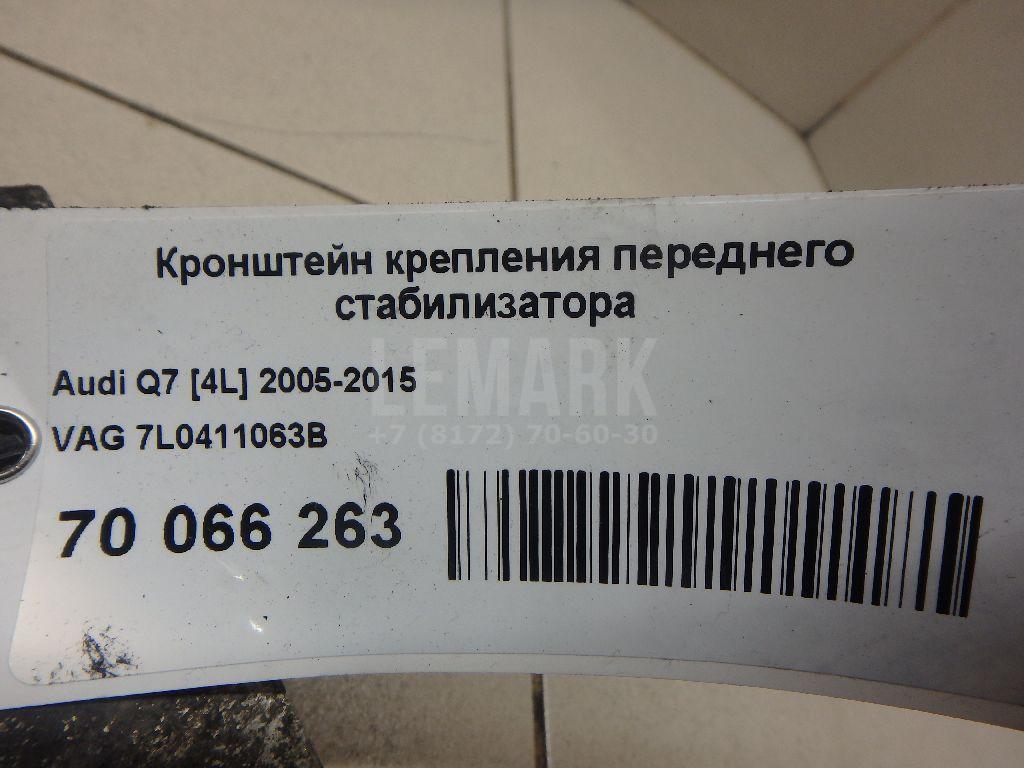 Кронштейн крепления переднего
стабилизатора
Audi Q7 [4L] 2005-2015
LEMARK
VAG 7L0411063B
+7 (8172) 70-60-30
70 066 263